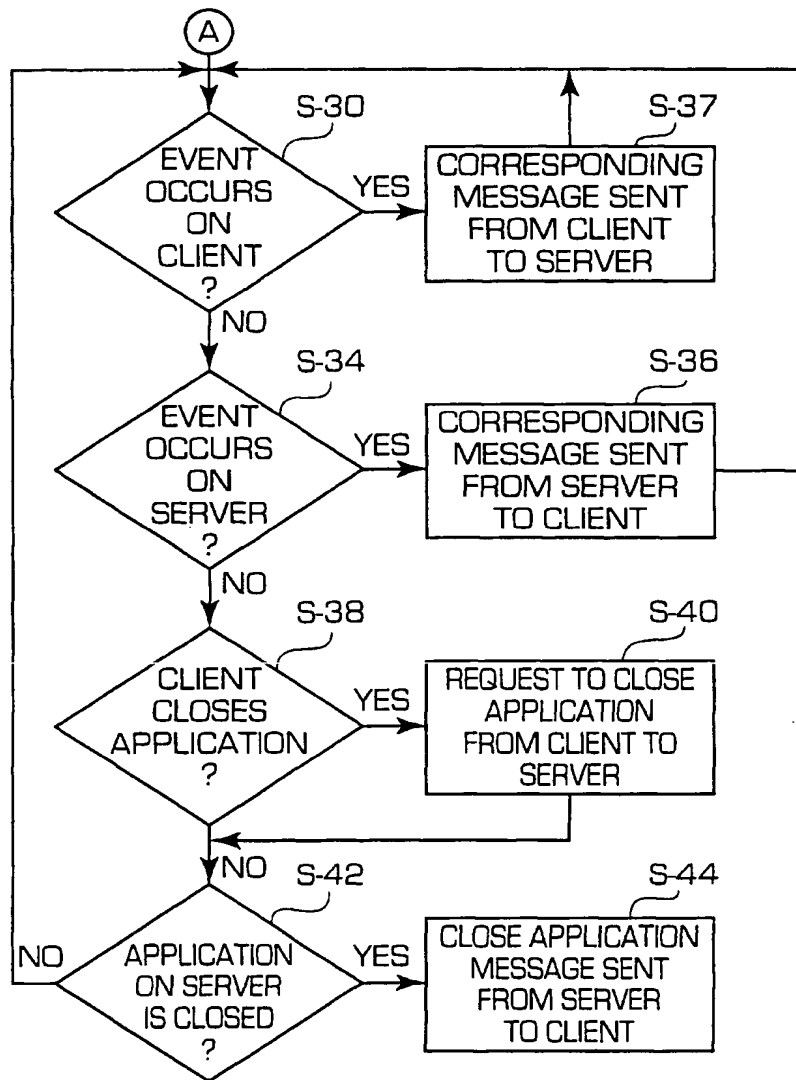 A
S-30
EVENT
OCCURS
ON
CLIENT
?
YES
S-37
CORRESPONDING
MESSAGE SENT
FROM CLIENT
TO SERVER
NO
S-34
EVENT
OCCURS
ON
SERVER
?
YES
S-36
CORRESPONDING
MESSAGE SENT
FROM SERVER
TO CLIENT
NO
S-38
CLIENT
CLOSES
APPLICATION
?
YES
S-40
REQUEST TO CLOSE
APPLICATION
FROM CLIENT TO
SERVER
NO
S-42
NO
APPLICATION
ON SERVER
IS CLOSED
?
YES
S-44
CLOSE APPLICATION
MESSAGE SENT
FROM SERVER
TO CLIENT